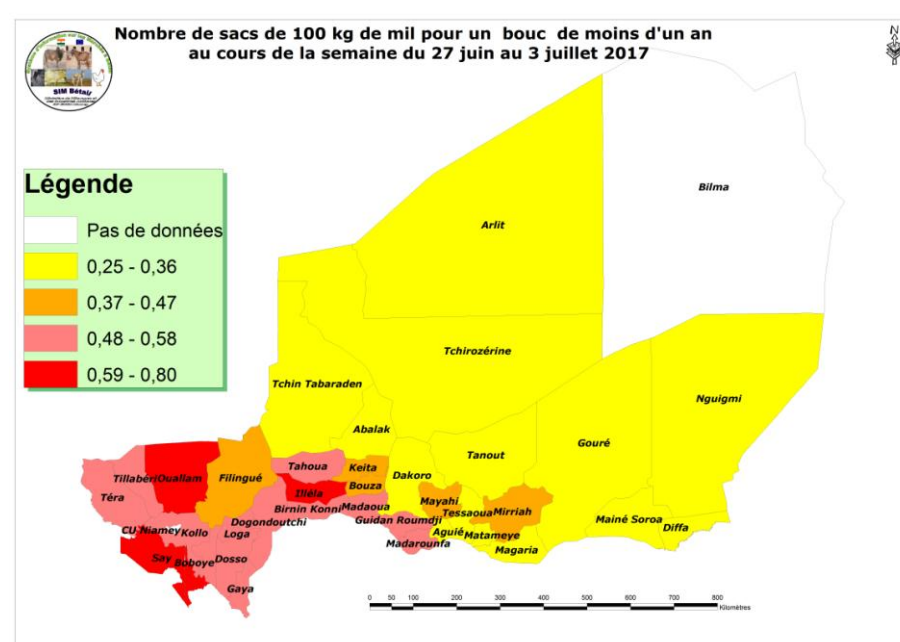 Nombre de sacs de 100 kg de mil pour un bouc de moins d'un an
au cours de la semaine du 27 juin au 3 juillet 2017
N
SIM Bétail
Légende
Pas de données
0,25 - 0,36
0,37 - 0,47
0,48 - 0,58
0,59 - 0,80
Bilma
Arlit
Tchirozérine
Tchin Tabaraden
Nguigmi
Abalak
Gouré
Tanout
Tahoua
Keita
Dakoro
Tillabéri
Ouallam
Filingué
Illéla
Bouza
Téra
Mayahi
Birnin Konni
Madaoua
Tessaoua
Mirriah
Guidan Roumdji
Dogondoutchi
Mainé Soroa
Diffa
CU Niamey
Kollo
Loga
Aguié
Matameye
Madarounfa
Magaria
Say
Boboye
Dosso
Gaya
0 50 100 200 300 400 500 600 700 800
Kilomètres